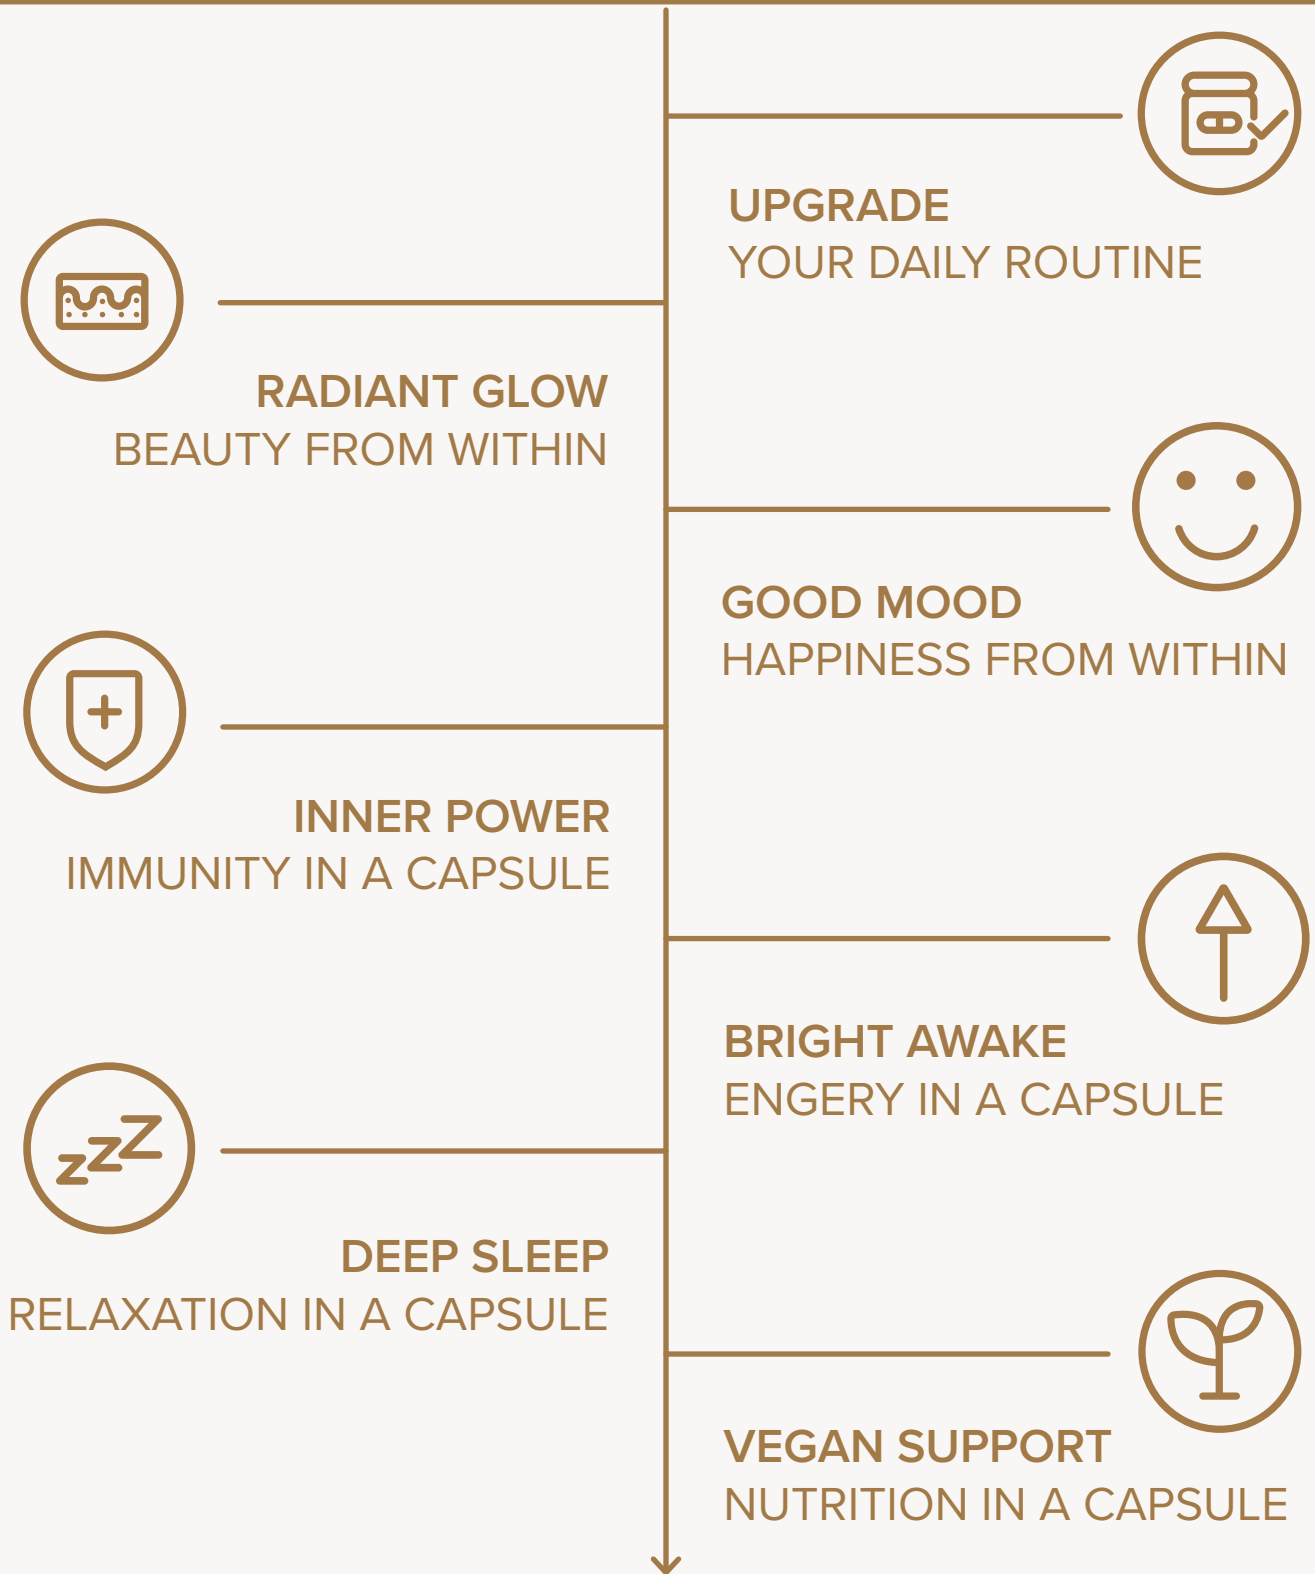 UPGRADE
YOUR DAILY ROUTINE
RADIANT GLOW
BEAUTY FROM WITHIN
GOOD MOOD
HAPPINESS FROM WITHIN
INNER POWER
IMMUNITY IN A CAPSULE
BRIGHT AWAKE
ENGERY IN A CAPSULE
zzZ
DEEP SLEEP
RELAXATION IN A CAPSULE
VEGAN SUPPORT
NUTRITION IN A CAPSULE